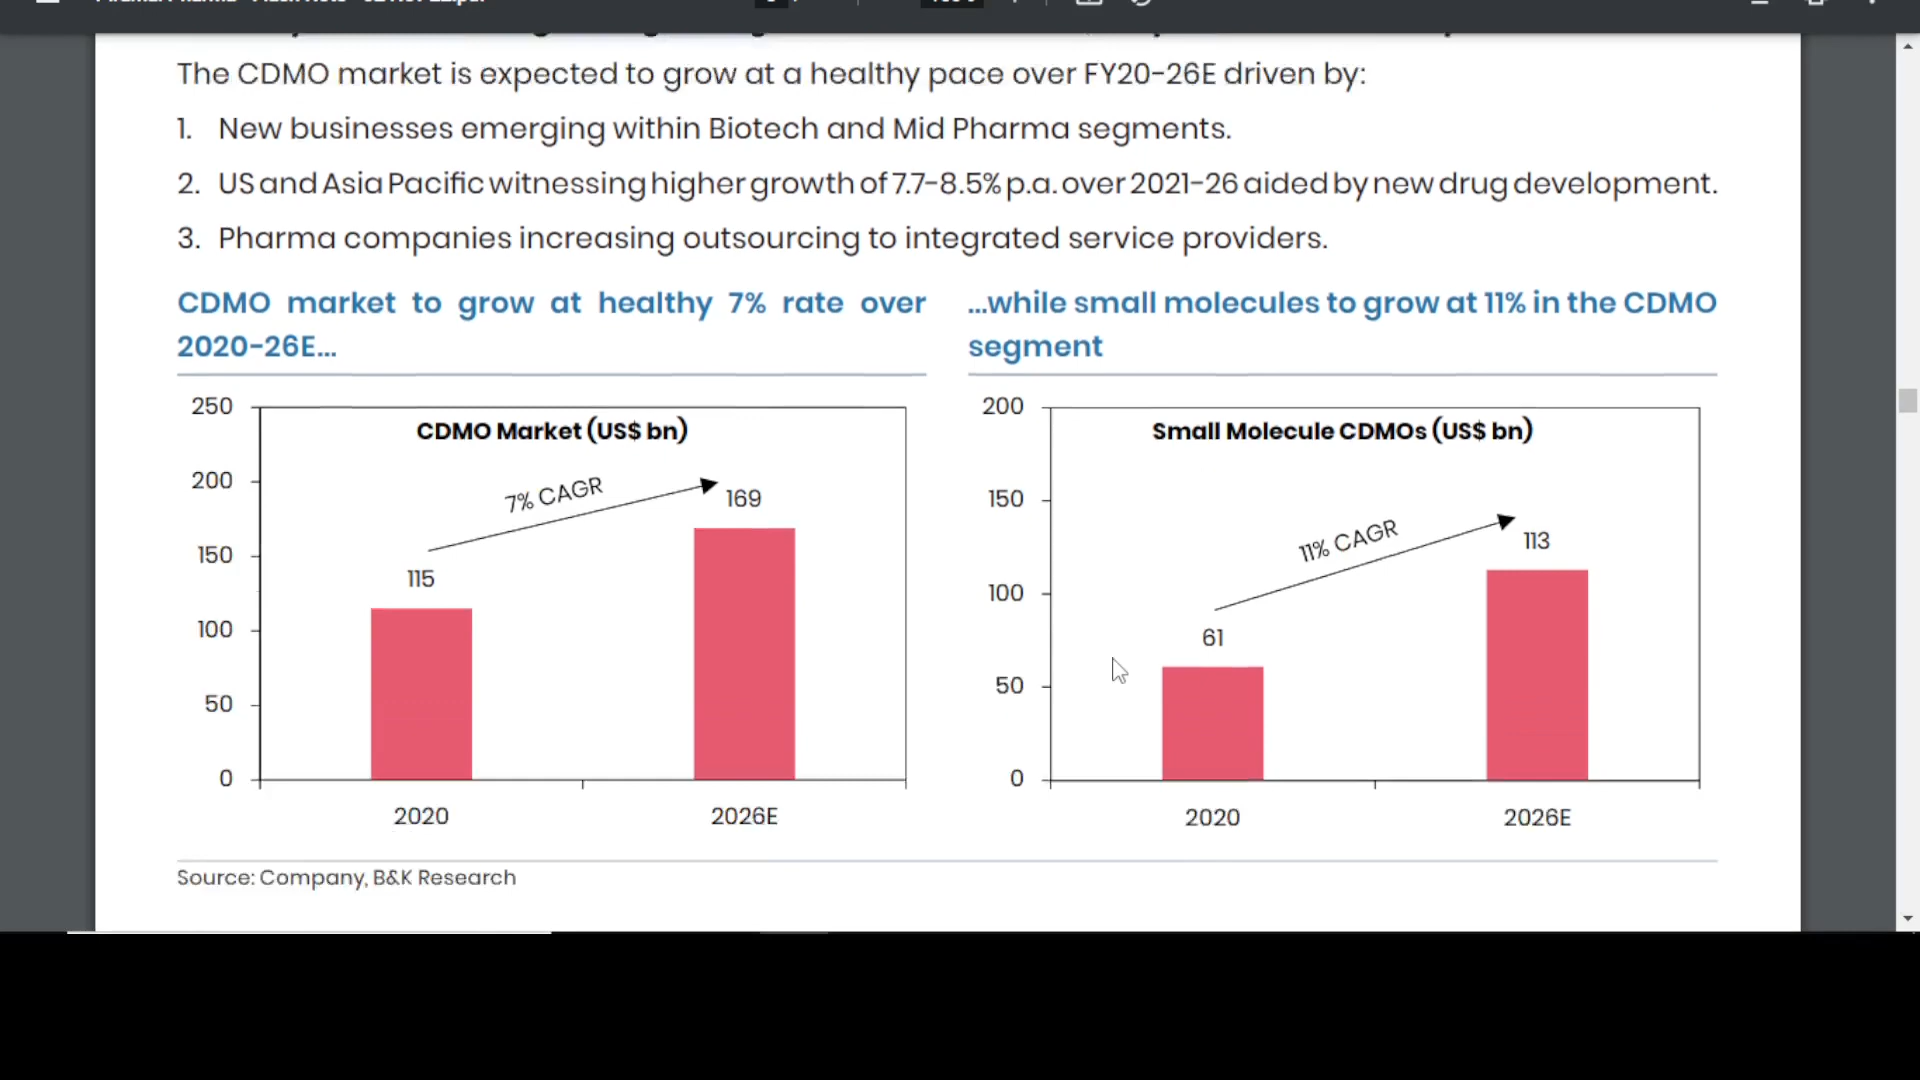 The CDMO market is expected to grow at a healthy pace over FY20-26E driven by:
1. New businesses emerging within Biotech and Mid Pharma segments.
2. US and Asia Pacific witnessing higher growth of 7.7-8.5% p.a. over 2021-26 aided by new drug development.
3. Pharma companies increasing outsourcing to integrated service providers.
CDMO market to grow at healthy 7% rate over
2020-26E...
250
CDMO Market (US$ bn)
200
7% CAGR
169
150
115
100
50
0
2020
2026E
...while small molecules to grow at 11% in the CDMO
segment
200
Small Molecule CDMOs (US$ bn)
150
11% CAGR
113
100
61
50
0
2020
2026E
Source: Company, B&K Research